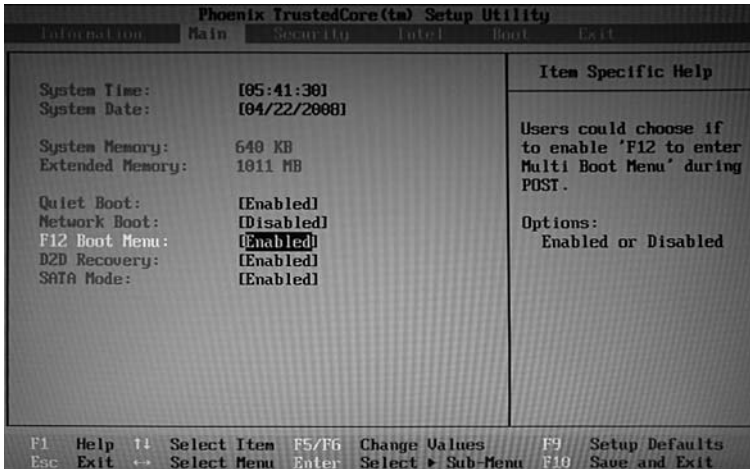 Phoenix TrustedCore(tm) Setup Utility
Information Main Security Intel Boot Exit
Item Specific Help
System Time: [05:41:30]
System Date: [04/22/2008]
System Memory: 640 KB
Extended Memory: 1011 MB
Quiet Boot: [Enabled]
Network Boot: [Disabled]
F12 Boot Menu: [Enabled]
D2D Recovery: [Enabled]
SATA Mode: [Enabled]
Users could choose if
to enable 'F12 to enter
Multi Boot Menu' during
POST.
Options:
Enabled or Disabled
F1 Help ↑↓ Select Item F5/F6 Change Values F9 Setup Defaults
Esc Exit ↔ Select Menu Enter Select ▶ Sub-Menu F10 Save and Exit